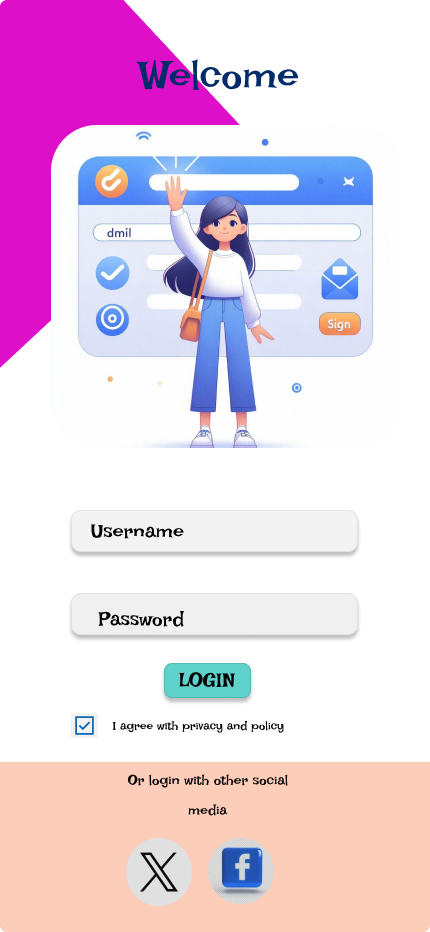 Welcome
dmil
Sign
Username
Password
LOGIN
I agree with privacy and policy
Or login with other social
media